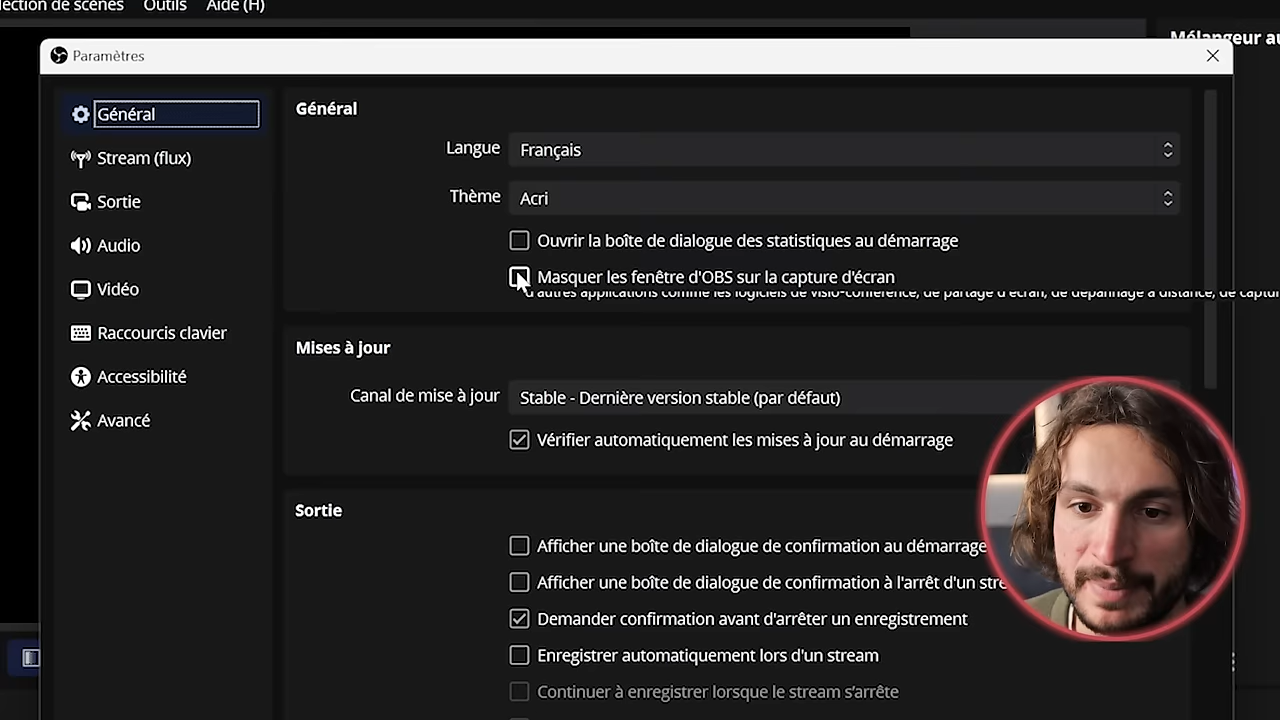 lection de scènes Outils Aide (H)
Mélangeur au
Paramètres
Général
Stream (flux)
Sortie
Audio
Vidéo
Raccourcis clavier
Accessibilité
Avancé
Général
Langue Français
Thème Acri
Ouvrir la boîte de dialogue des statistiques au démarrage
Masquer les fenêtre d'OBS sur la capture d'écran
d'autres applications comme les logiciels de visio-conférence, de partage d'écran, de dépannage à distance, de captur
Mises à jour
Canal de mise à jour Stable - Dernière version stable (par défaut)
Vérifier automatiquement les mises à jour au démarrage
Sortie
Afficher une boîte de dialogue de confirmation au démarrage
Afficher une boîte de dialogue de confirmation à l'arrêt d'un stre
Demander confirmation avant d'arrêter un enregistrement
Enregistrer automatiquement lors d'un stream
Continuer à enregistrer lorsque le stream s'arrête